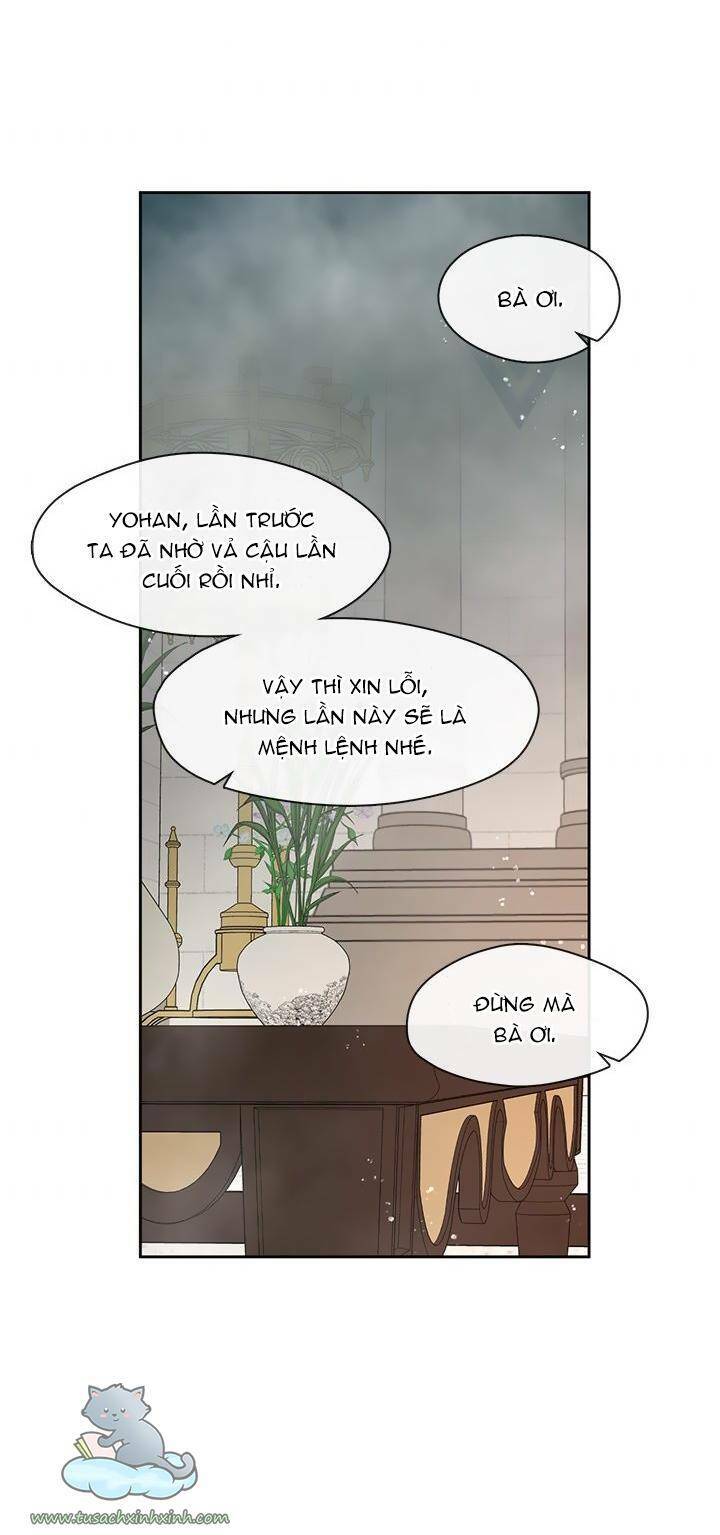 BÀ ƠI.
YOHAN, LẦN TRƯỚC
TA ĐÃ NHỜ VẢ CẬU LẦN
CUỐI RỒI NHỈ.
VẬY THÌ XIN LỖI,
NHƯNG LẦN NÀY SẼ LÀ
MỆNH LỆNH NHÉ.
ĐỪNG MÀ
BÀ ƠI.
www.tusachxinhxinh.com